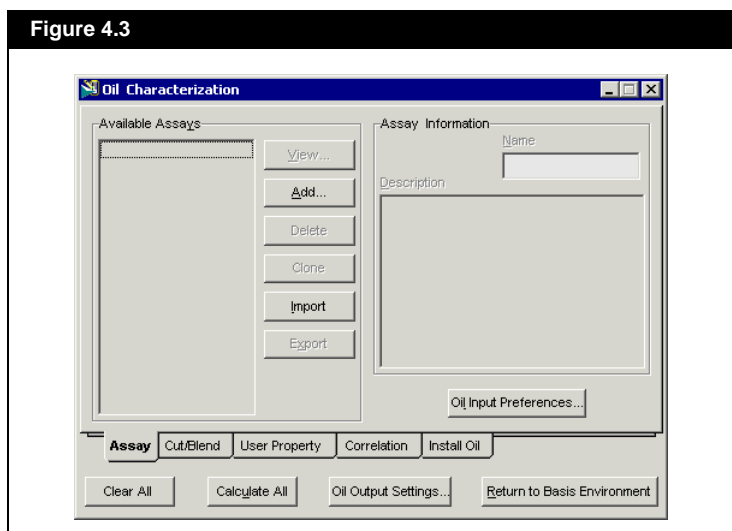 Figure 4.3
Oil Characterization
Available Assays
View...
Add...
Delete
Clone
Import
Export
Assay Information
Name
Description
Oil Input Preferences...
Assay Cut/Blend User Property Correlation Install Oil
Clear All Calculate All Oil Output Settings... Return to Basis Environment